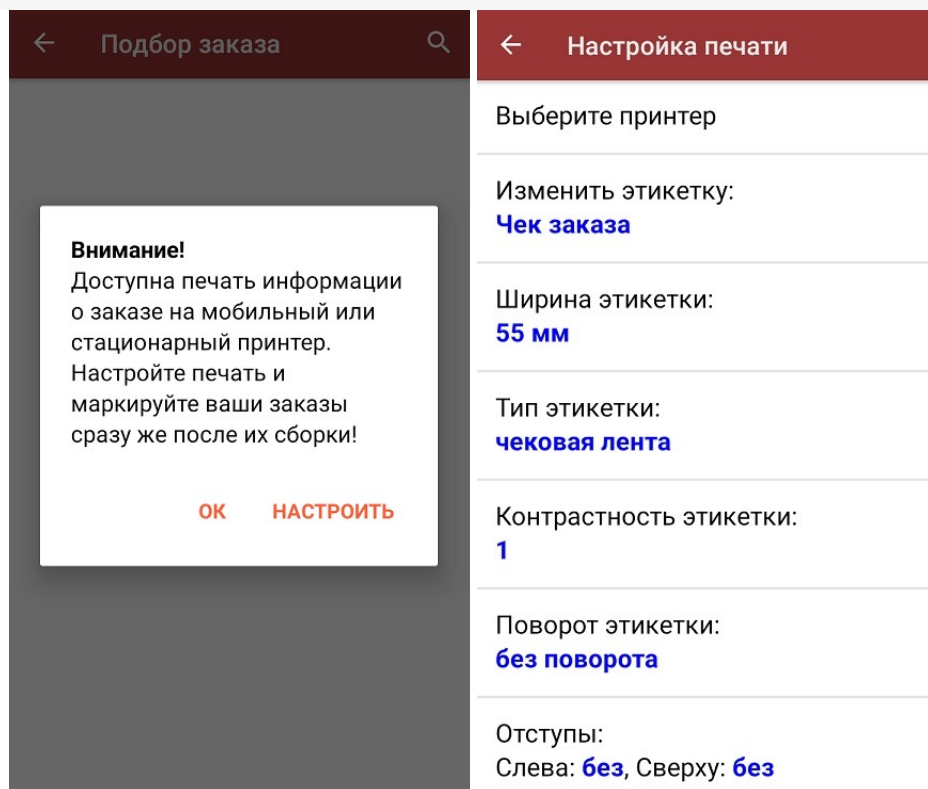 Подбор заказа
Внимание!
Доступна печать информации
о заказе на мобильный или
стационарный принтер.
Настройте печать и
маркируйте ваши заказы
сразу же после их сборки!
ОК НАСТРОИТЬ
Настройка печати
Выберите принтер
Изменить этикетку:
Чек заказа
Ширина этикетки:
55 мм
Тип этикетки:
чековая лента
Контрастность этикетки:
1
Поворот этикетки:
без поворота
Отступы:
Слева: без, Сверху: без